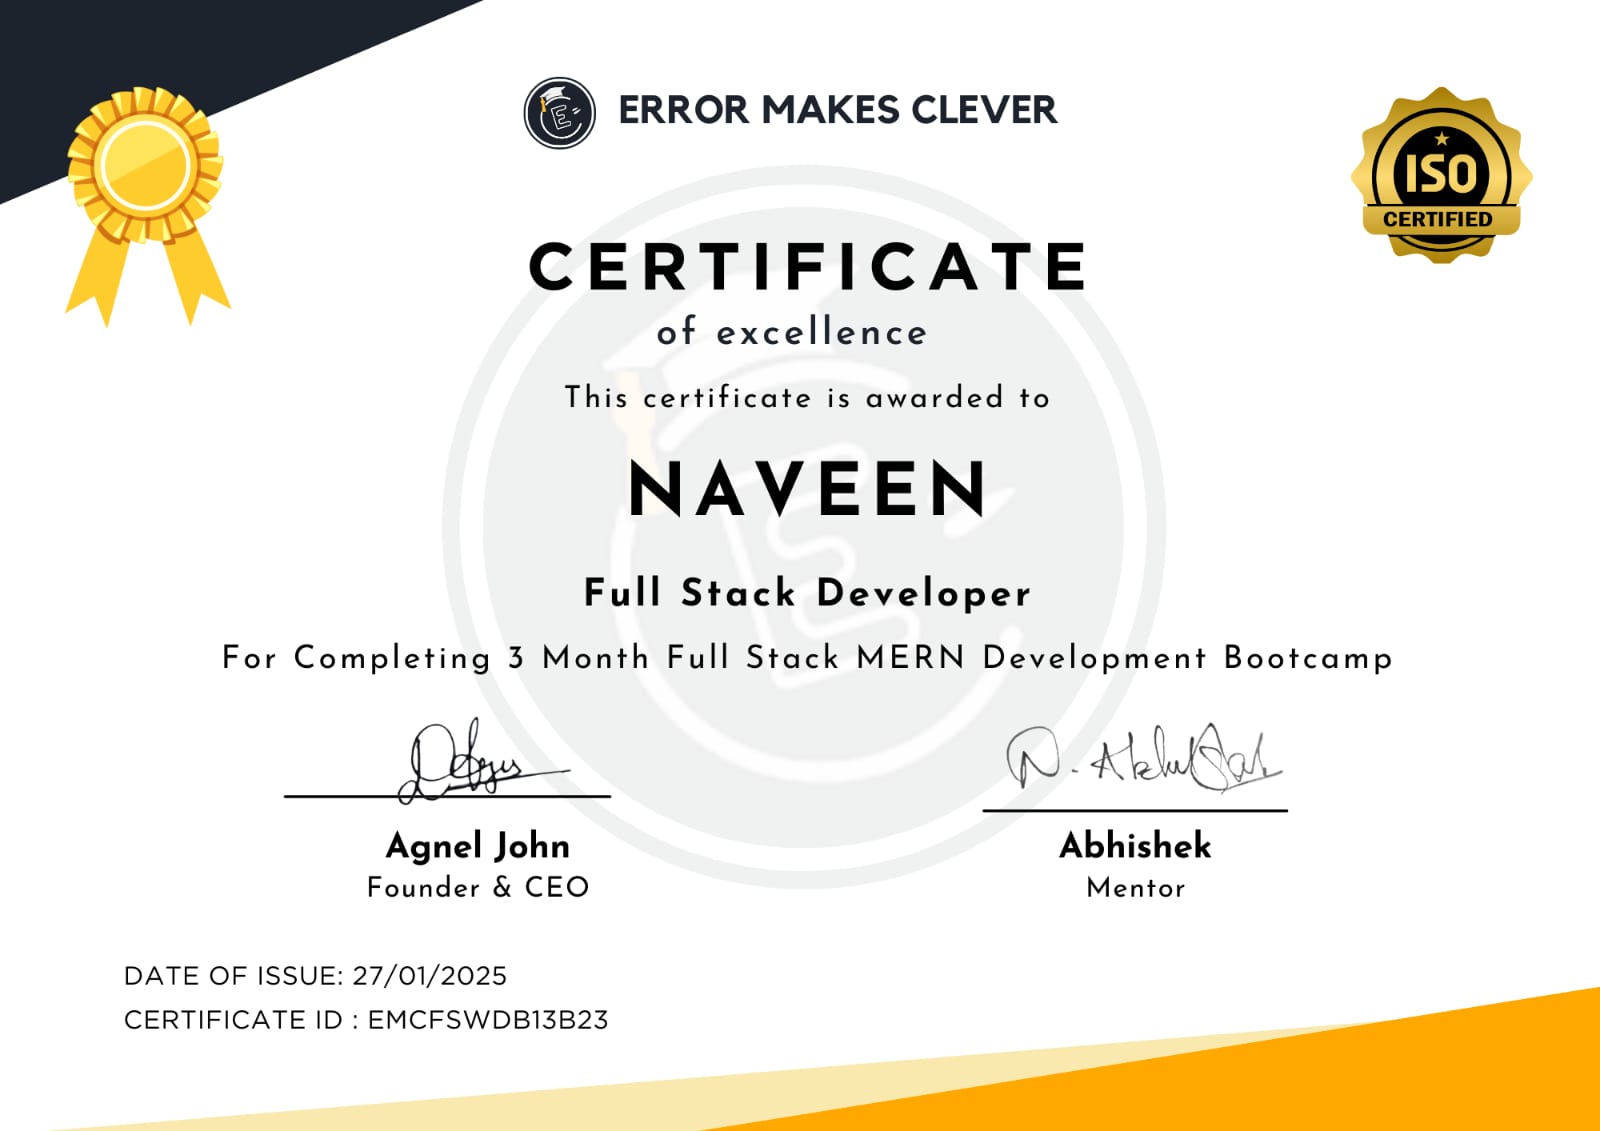 ERROR MAKES CLEVER
ISO
CERTIFIED
CERTIFICATE
of excellence
This certificate is awarded to
NAVEEN
Full Stack Developer
For Completing 3 Month Full Stack MERN Development Bootcamp
Agnel John
Founder & CEO
Abhishek
Mentor
DATE OF ISSUE: 27/01/2025
CERTIFICATE ID : EMCFSWDB13B23